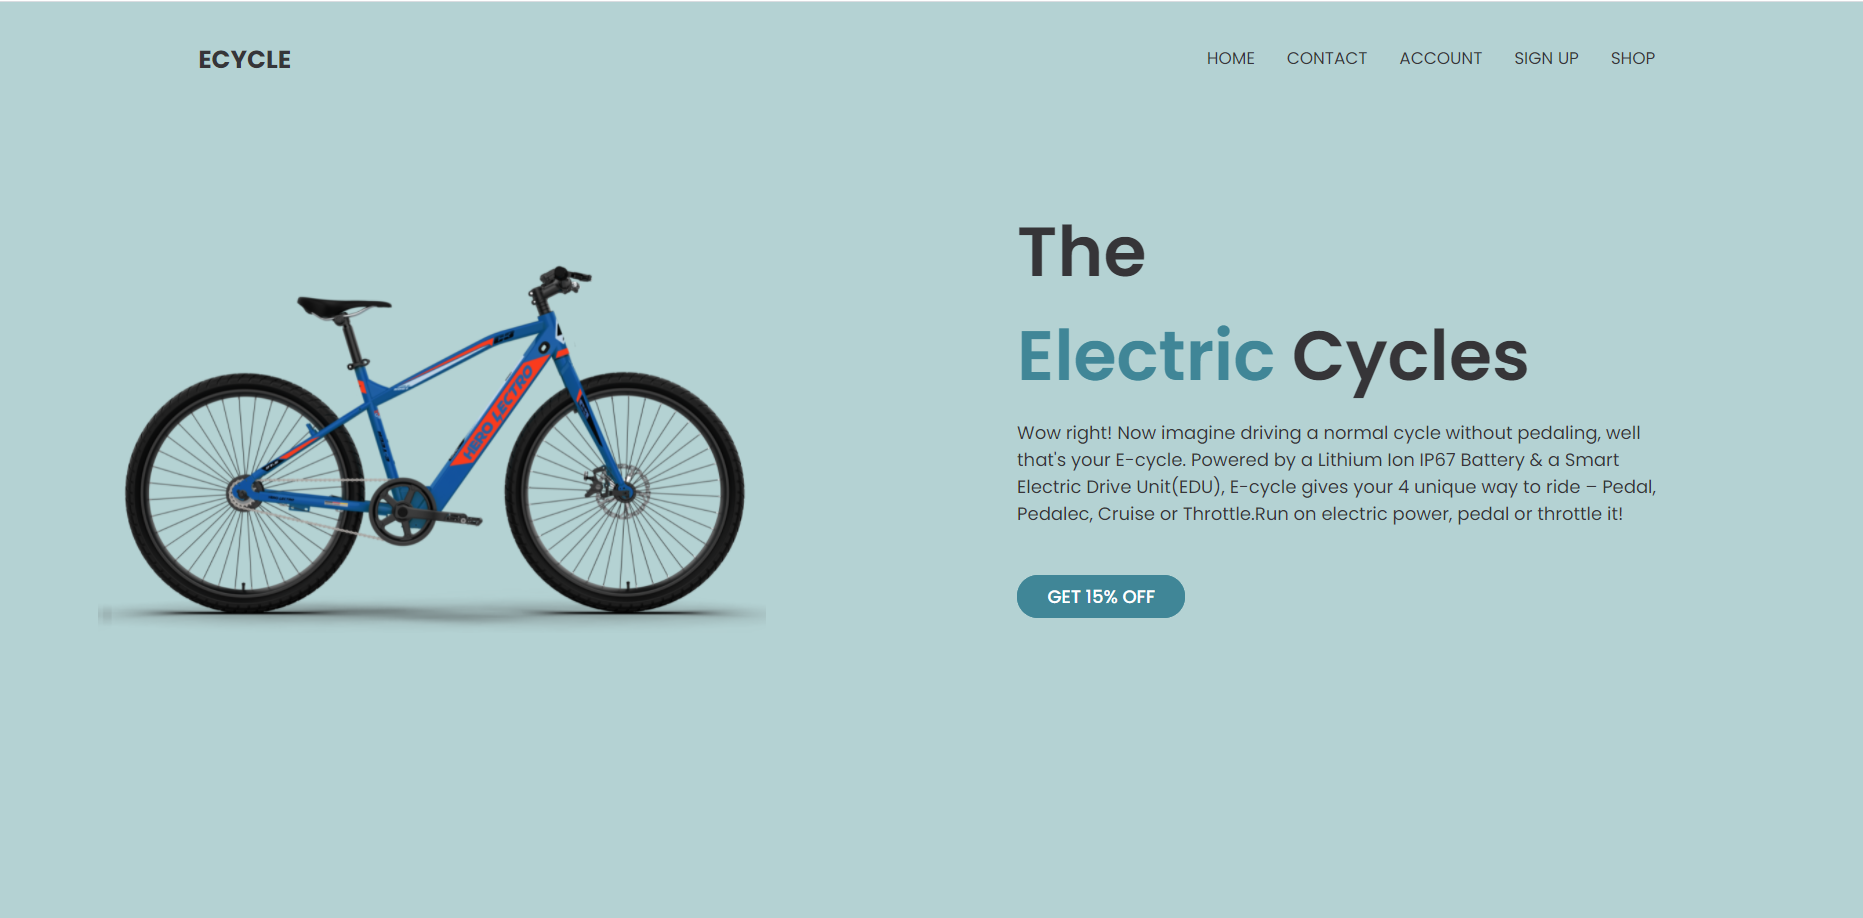 ECYCLE
HOME CONTACT ACCOUNT SIGN UP SHOP
The
Electric Cycles
Wow right! Now imagine driving a normal cycle without pedaling, well
that's your E-cycle. Powered by a Lithium Ion IP67 Battery & a Smart
Electric Drive Unit(EDU), E-cycle gives your 4 unique way to ride – Pedal,
Pedalec, Cruise or Throttle.Run on electric power, pedal or throttle it!
GET 15% OFF
HERO LECTRO